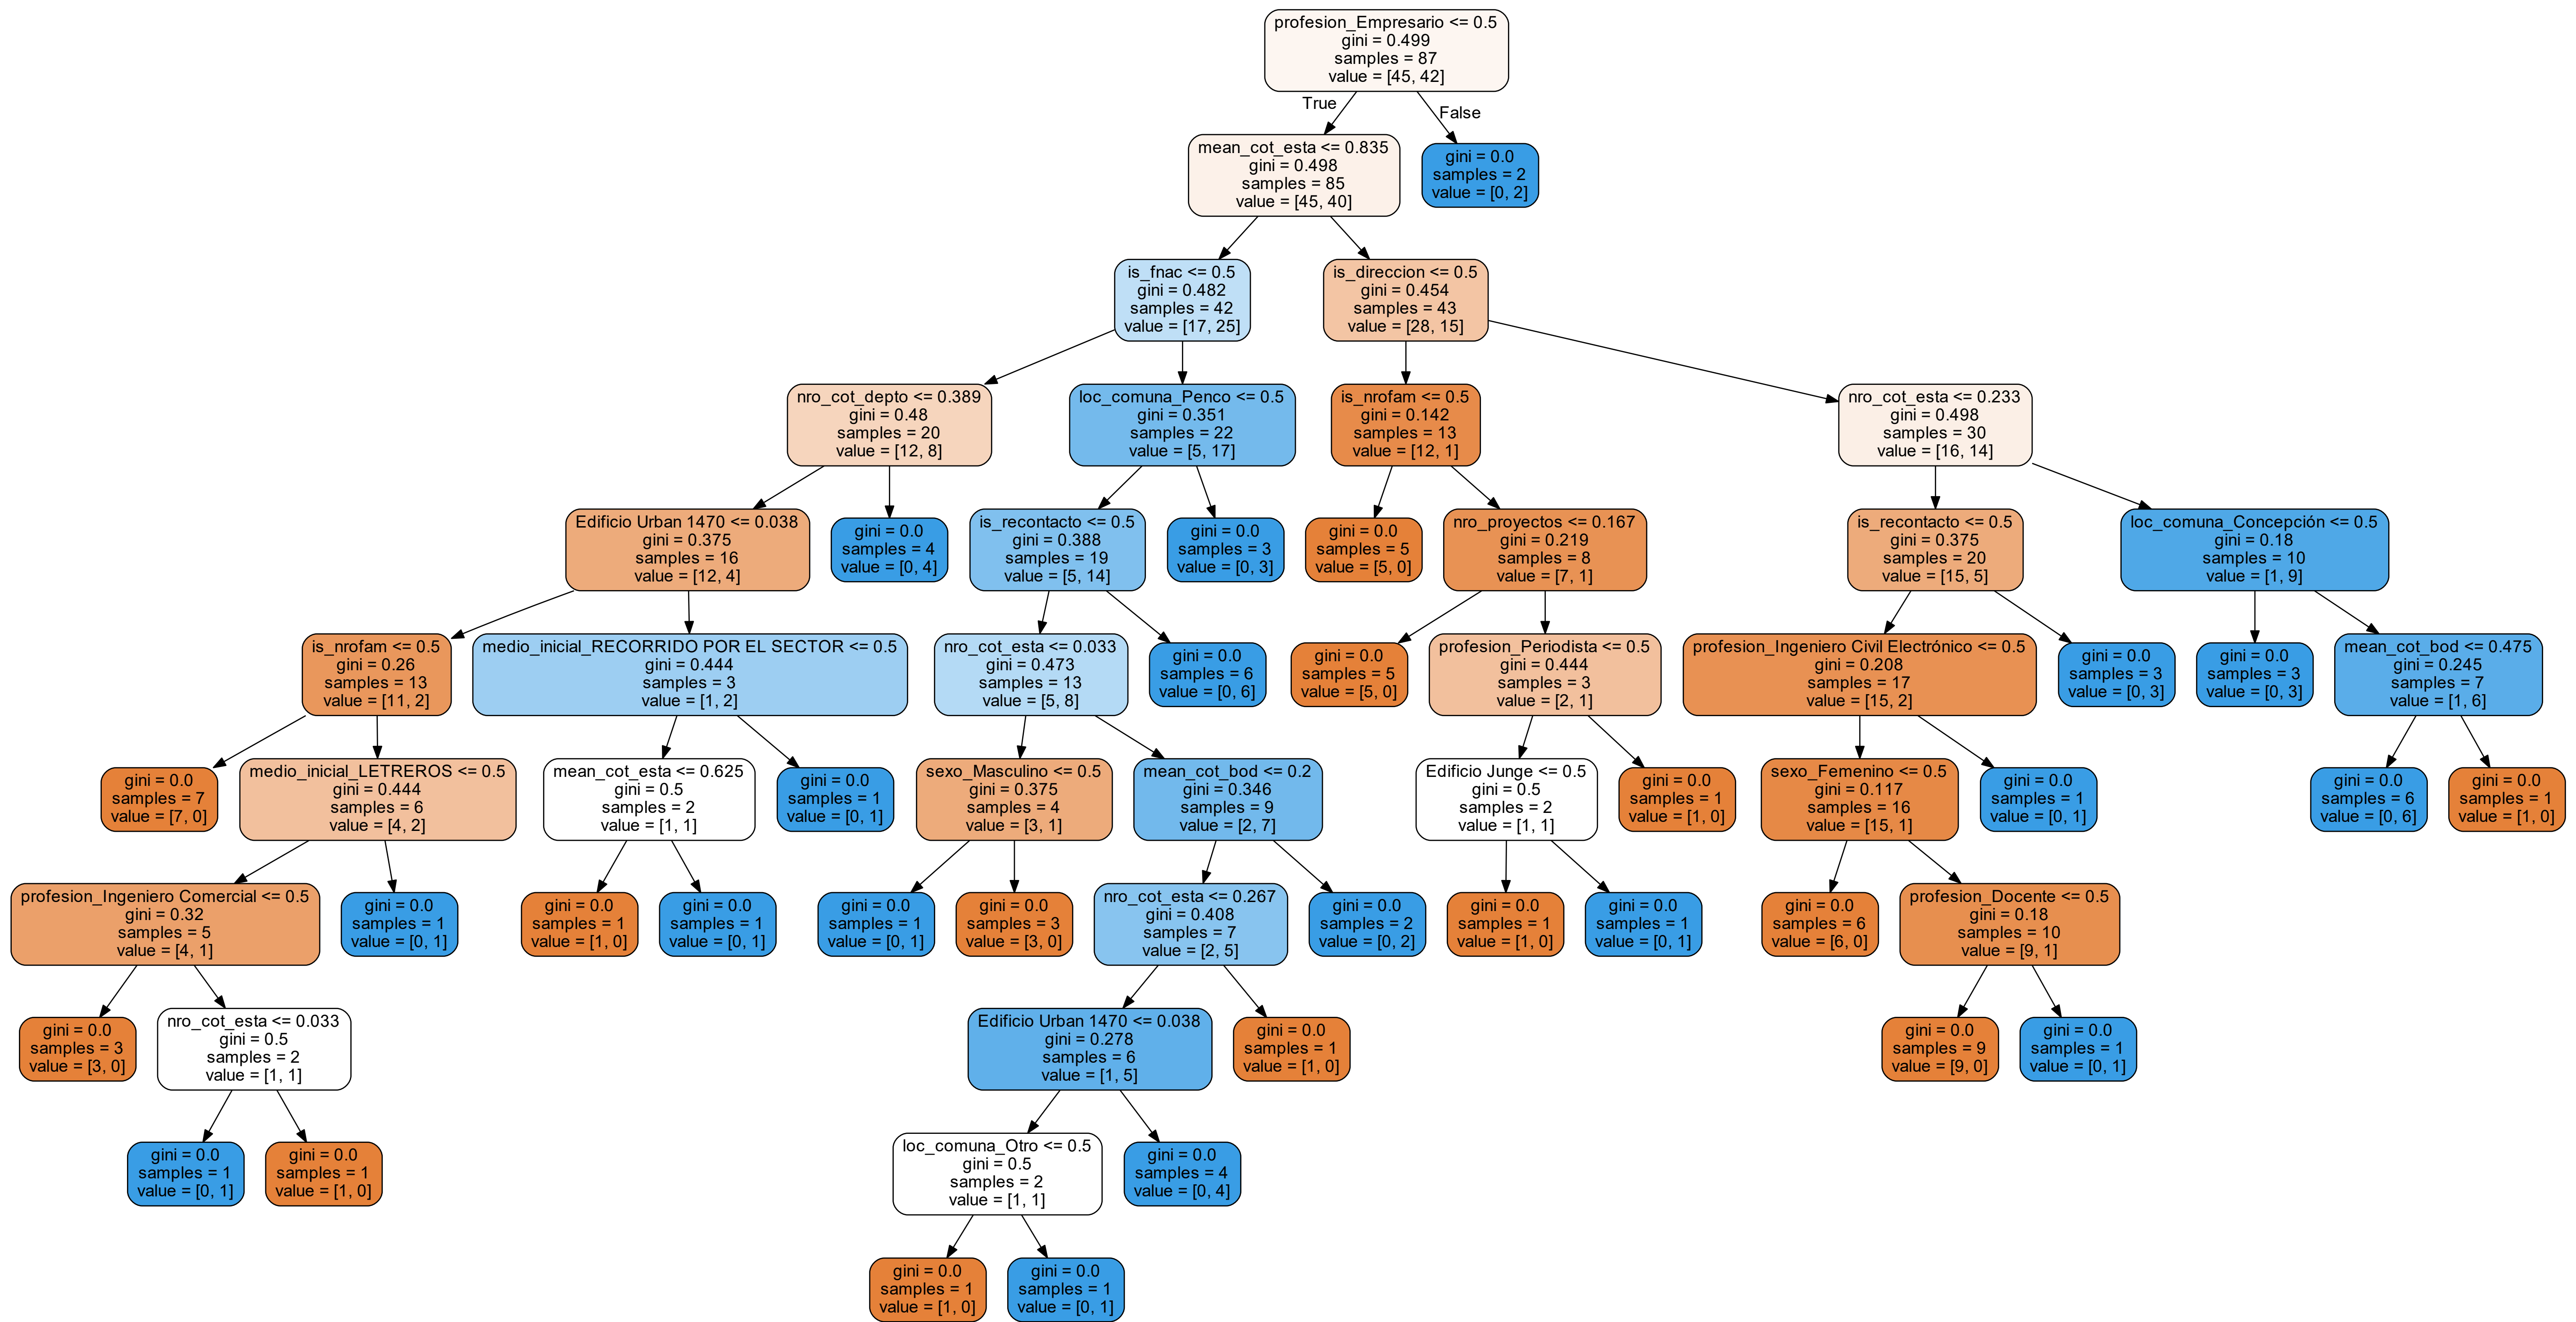 profesion_Empresario <= 0.5
gini = 0.499
samples = 87
value = [45, 42]
True
False
mean_cot_esta <= 0.835
gini = 0.498
samples = 85
value = [45, 40]
gini = 0.0
samples = 2
value = [0, 2]
is_fnac <= 0.5
gini = 0.482
samples = 42
value = [17, 25]
is_direccion <= 0.5
gini = 0.454
samples = 43
value = [28, 15]
nro_cot_depto <= 0.389
gini = 0.48
samples = 20
value = [12, 8]
loc_comuna_Penco <= 0.5
gini = 0.351
samples = 22
value = [5, 17]
is_nrofam <= 0.5
gini = 0.142
samples = 13
value = [12, 1]
nro_cot_esta <= 0.233
gini = 0.498
samples = 30
value = [16, 14]
Edificio Urban 1470 <= 0.038
gini = 0.375
samples = 16
value = [12, 4]
gini = 0.0
samples = 4
value = [0, 4]
is_recontacto <= 0.5
gini = 0.388
samples = 19
value = [5, 14]
gini = 0.0
samples = 3
value = [0, 3]
gini = 0.0
samples = 5
value = [5, 0]
nro_proyectos <= 0.167
gini = 0.219
samples = 8
value = [7, 1]
is_recontacto <= 0.5
gini = 0.375
samples = 20
value = [15, 5]
loc_comuna_Concepción <= 0.5
gini = 0.18
samples = 10
value = [1, 9]
is_nrofam <= 0.5
gini = 0.26
samples = 13
value = [11, 2]
medio_inicial_RECORRIDO POR EL SECTOR <= 0.5
gini = 0.444
samples = 3
value = [1, 2]
nro_cot_esta <= 0.033
gini = 0.473
samples = 13
value = [5, 8]
gini = 0.0
samples = 6
value = [0, 6]
gini = 0.0
samples = 5
value = [5, 0]
profesion_Periodista <= 0.5
gini = 0.444
samples = 3
value = [2, 1]
profesion_Ingeniero Civil Electrónico <= 0.5
gini = 0.208
samples = 17
value = [15, 2]
gini = 0.0
samples = 3
value = [0, 3]
gini = 0.0
samples = 3
value = [0, 3]
mean_cot_bod <= 0.475
gini = 0.245
samples = 7
value = [1, 6]
gini = 0.0
samples = 7
value = [7, 0]
medio_inicial_LETREROS <= 0.5
gini = 0.444
samples = 6
value = [4, 2]
mean_cot_esta <= 0.625
gini = 0.5
samples = 2
value = [1, 1]
gini = 0.0
samples = 1
value = [0, 1]
sexo_Masculino <= 0.5
gini = 0.375
samples = 4
value = [3, 1]
mean_cot_bod <= 0.2
gini = 0.346
samples = 9
value = [2, 7]
Edificio Junge <= 0.5
gini = 0.5
samples = 2
value = [1, 1]
gini = 0.0
samples = 1
value = [1, 0]
sexo_Femenino <= 0.5
gini = 0.117
samples = 16
value = [15, 1]
gini = 0.0
samples = 1
value = [0, 1]
gini = 0.0
samples = 6
value = [0, 6]
gini = 0.0
samples = 1
value = [1, 0]
profesion_Ingeniero Comercial <= 0.5
gini = 0.32
samples = 5
value = [4, 1]
gini = 0.0
samples = 1
value = [0, 1]
gini = 0.0
samples = 1
value = [1, 0]
gini = 0.0
samples = 1
value = [0, 1]
gini = 0.0
samples = 1
value = [0, 1]
gini = 0.0
samples = 3
value = [3, 0]
nro_cot_esta <= 0.267
gini = 0.408
samples = 7
value = [2, 5]
gini = 0.0
samples = 2
value = [0, 2]
gini = 0.0
samples = 1
value = [1, 0]
gini = 0.0
samples = 1
value = [0, 1]
gini = 0.0
samples = 6
value = [6, 0]
profesion_Docente <= 0.5
gini = 0.18
samples = 10
value = [9, 1]
gini = 0.0
samples = 3
value = [3, 0]
nro_cot_esta <= 0.033
gini = 0.5
samples = 2
value = [1, 1]
Edificio Urban 1470 <= 0.038
gini = 0.278
samples = 6
value = [1, 5]
gini = 0.0
samples = 1
value = [1, 0]
gini = 0.0
samples = 9
value = [9, 0]
gini = 0.0
samples = 1
value = [0, 1]
gini = 0.0
samples = 1
value = [0, 1]
gini = 0.0
samples = 1
value = [1, 0]
loc_comuna_Otro <= 0.5
gini = 0.5
samples = 2
value = [1, 1]
gini = 0.0
samples = 4
value = [0, 4]
gini = 0.0
samples = 1
value = [1, 0]
gini = 0.0
samples = 1
value = [0, 1]